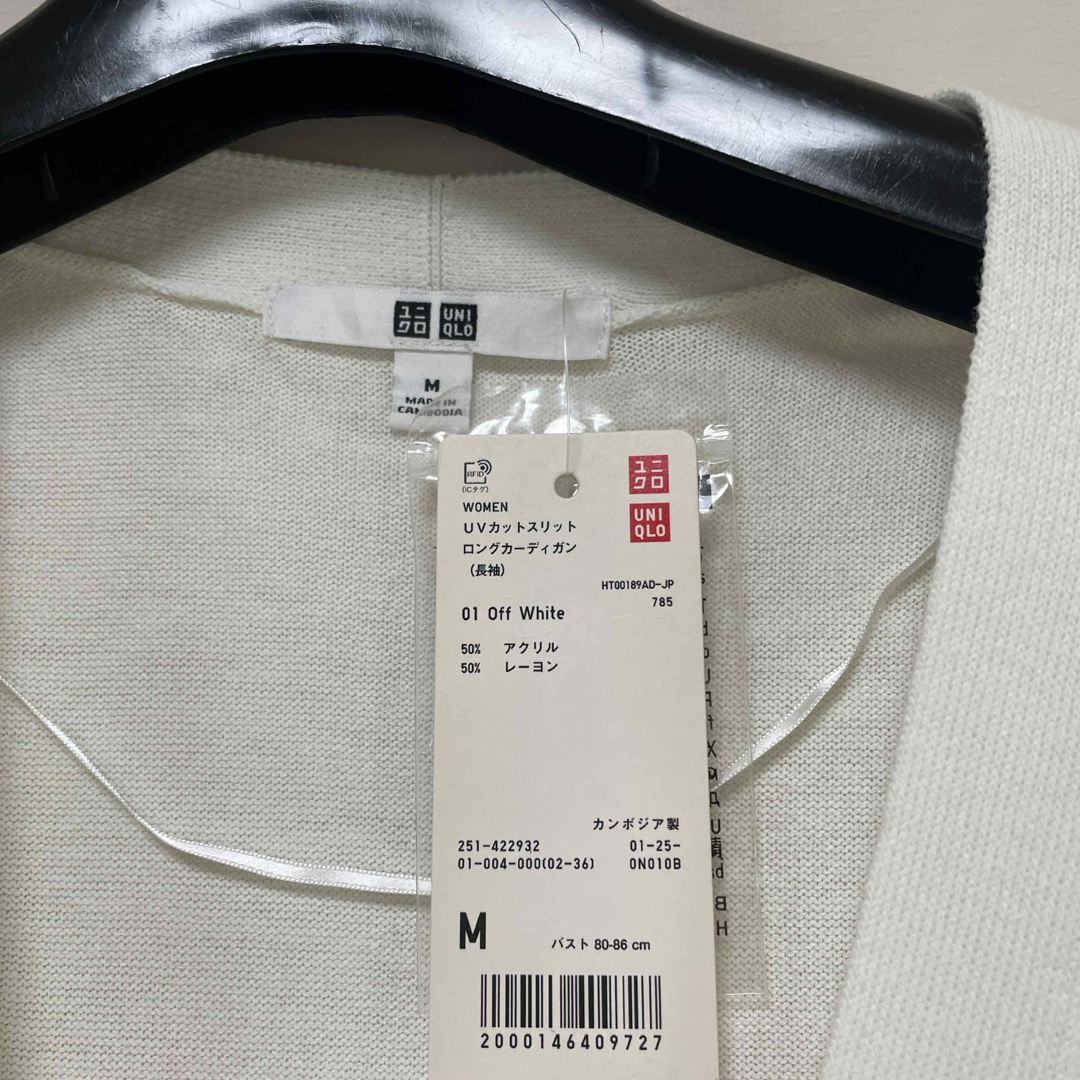 ユニ
クロ
UNI
QLO
M
MADE IN
CAMBODIA
RFID
(ICタグ)
ユニ
クロ
UNI
QLO
WOMEN
UVカットスリット
ロングカーディガン
(長袖)
HT00189AD-JP
785
01 Off White
50% アクリル
50% レーヨン
カンボジア製
251-422932 01-25-
01-004-000(02-36) 0N010B
M バスト 80-86 cm
2000146409727